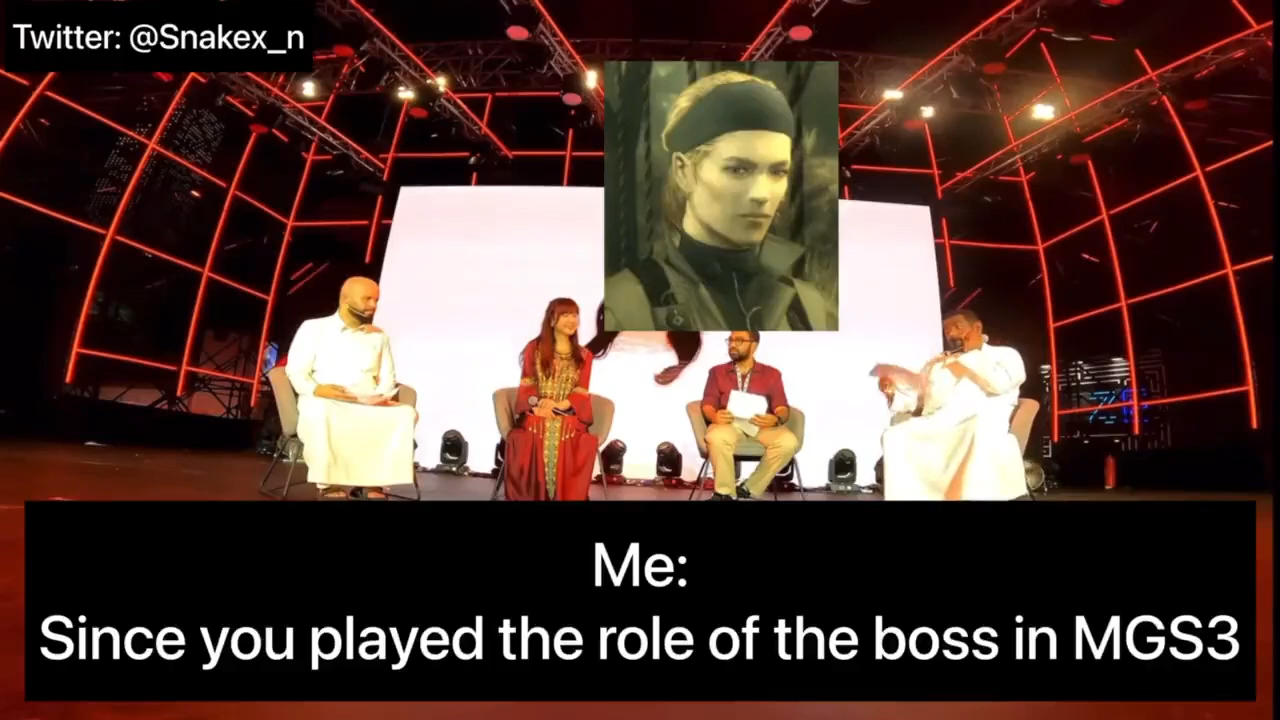 Twitter: @Snakex_n
Me:
Since you played the role of the boss in MGS3